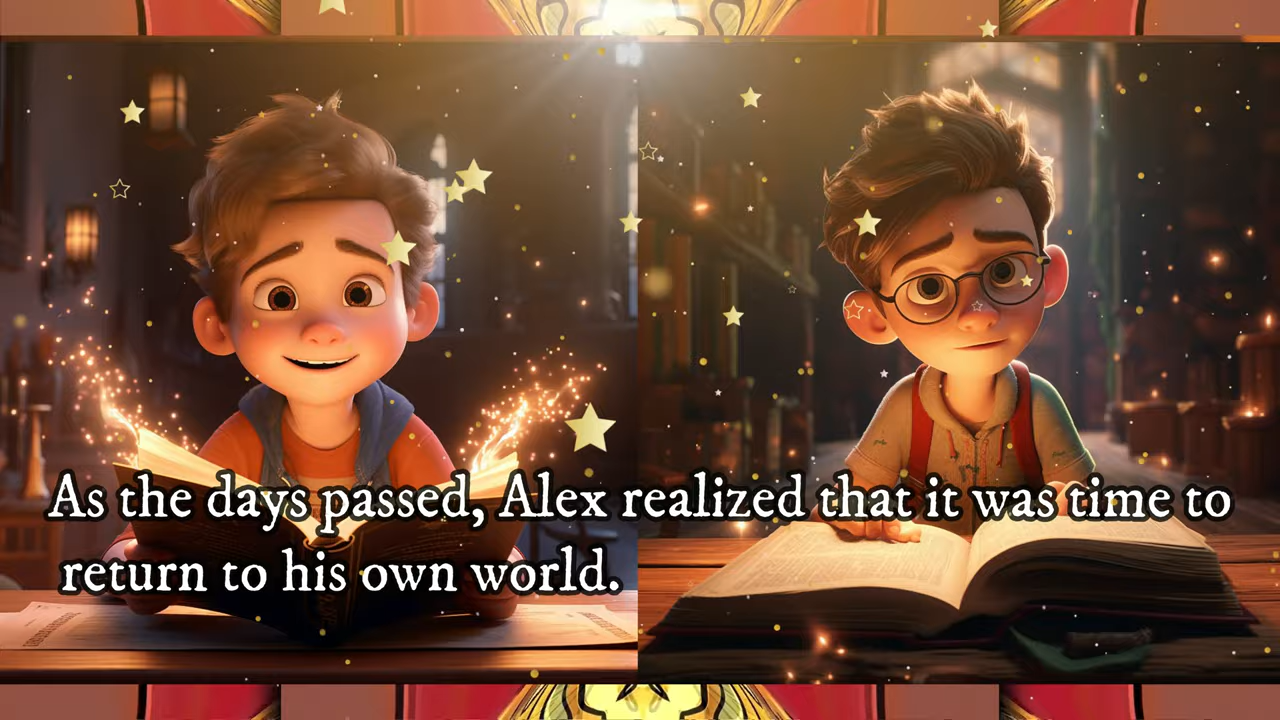 As the days passed, Alex realized that it was time to
return to his own world.